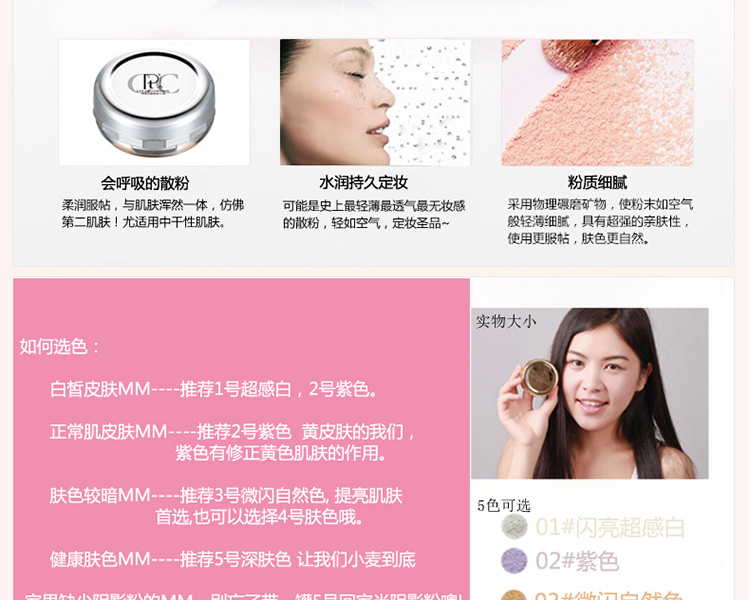 会呼吸的散粉
柔润服帖，与肌肤浑然一体，仿佛
第二肌肤！尤适用中干性肌肤。
水润持久定妆
可能是史上最轻薄最透气最无妆感
的散粉，轻如空气，定妆圣品~
粉质细腻
采用物理碾磨矿物，使粉末如空气
般轻薄细腻，具有超强的亲肤性，
使用更服帖，肤色更自然。
如何选色：
白皙皮肤MM----推荐1号超感白，2号紫色。
正常肌皮肤MM----推荐2号紫色 黄皮肤的我们，
紫色有修正黄色肌肤的作用。
肤色较暗MM----推荐3号微闪自然色, 提亮肌肤
首选,也可以选择4号肤色哦。
健康肤色MM----推荐5号深肤色 让我们小麦到底
实物大小
5色可选
01#闪亮超感白
02#紫色
03#微闪自然色